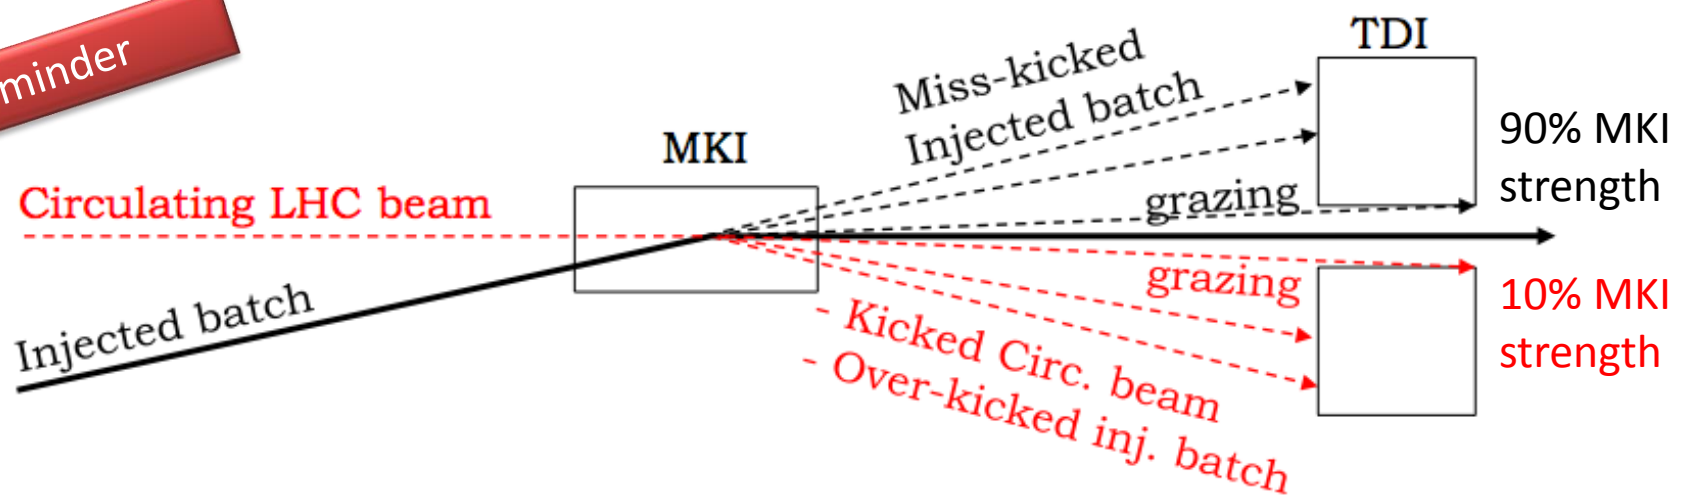 minder
TDI
Miss-kicked
Injected batch
90% MKI
strength
MKI
Circulating LHC beam
grazing
grazing
10% MKI
strength
Injected batch
- Kicked Circ. beam
- Over-kicked inj. batch